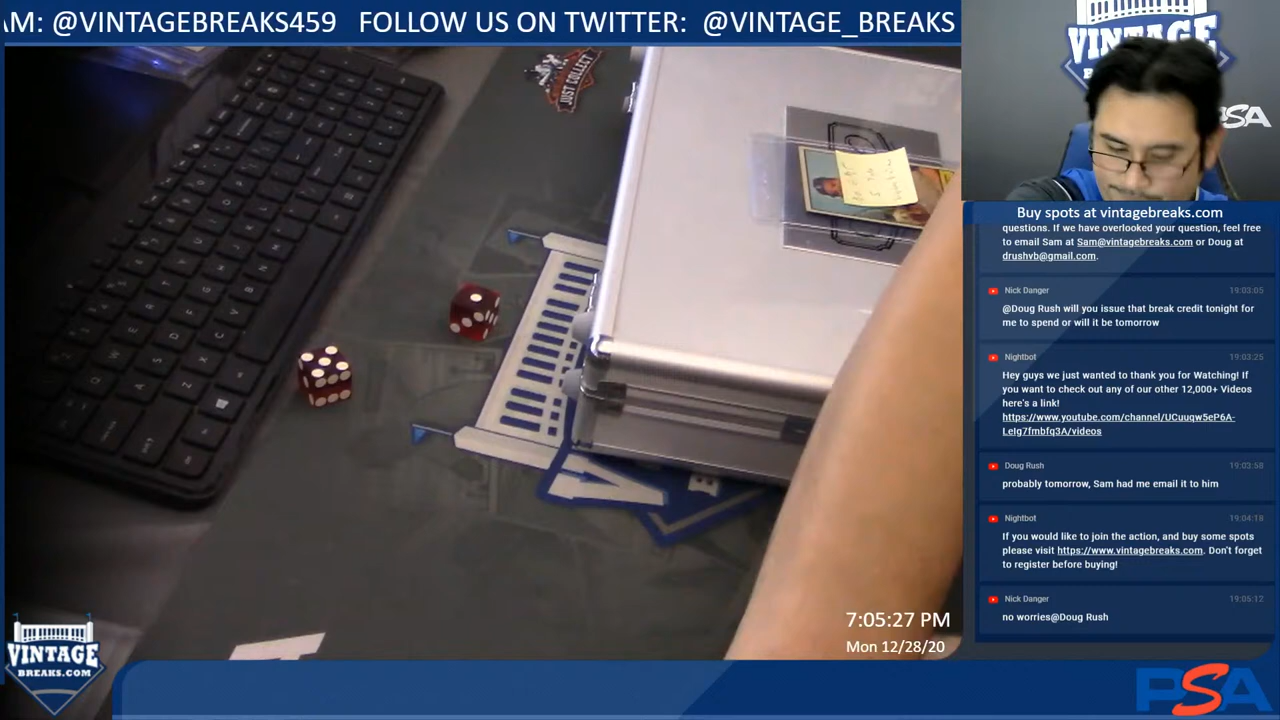 AM: @VINTAGEBREAKS459 FOLLOW US ON TWITTER: @VINTAGE_BREAKS
JUST COLLECT
VINTAGE
PSA
Buy spots at vintagebreaks.com
questions. If we have overlooked your question, feel free
to email Sam at Sam@vintagebreaks.com or Doug at
drushvb@gmail.com.
Nick Danger 19:03:05
@Doug Rush will you issue that break credit tonight for
me to spend or will it be tomorrow
Nightbot 19:03:25
Hey guys we just wanted to thank you for Watching! If
you want to check out any of our other 12,000+ Videos
here's a link!
https://www.youtube.com/channel/UCuuqw5eP6A-
LeIg7fmbfq3A/videos
Doug Rush 19:03:58
probably tomorrow, Sam had me email it to him
Nightbot 19:04:18
If you would like to join the action, and buy some spots
please visit https://www.vintagebreaks.com. Don't forget
to register before buying!
Nick Danger 19:05:12
no worries@Doug Rush
7:05:27 PM
Mon 12/28/20
VINTAGE
BREAKS.COM
PSA